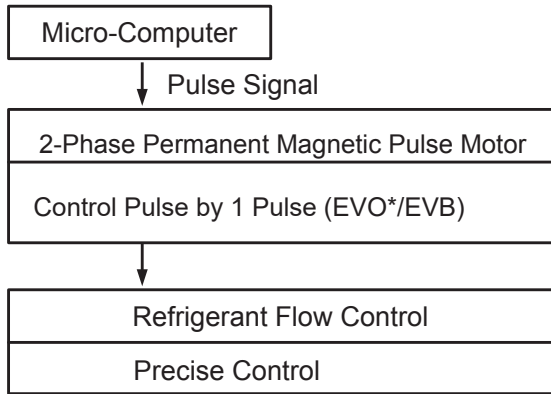 Micro-Computer
Pulse Signal
2-Phase Permanent Magnetic Pulse Motor
Control Pulse by 1 Pulse (EVO*/EVB)
Refrigerant Flow Control
Precise Control